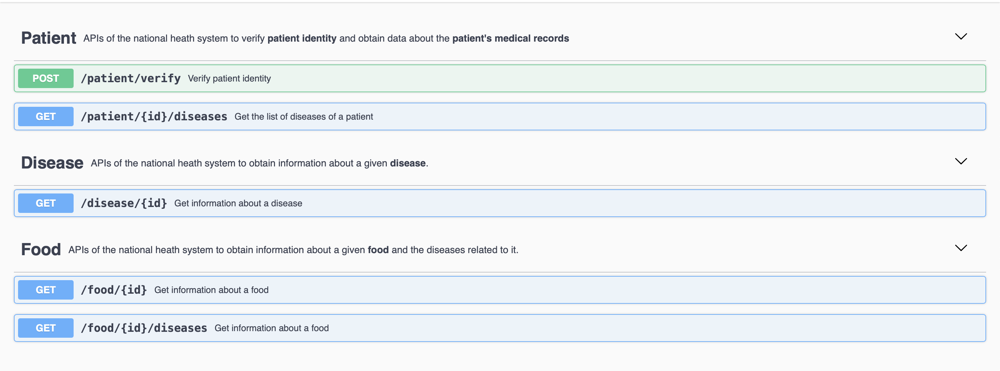 Patient APIs of the national heath system to verify patient identity and obtain data about the patient's medical records
POST /patient/verify Verify patient identity
GET /patient/{id}/diseases Get the list of diseases of a patient
Disease APIs of the national heath system to obtain information about a given disease.
GET /disease/{id} Get information about a disease
Food APIs of the national heath system to obtain information about a given food and the diseases related to it.
GET /food/{id} Get information about a food
GET /food/{id}/diseases Get information about a food